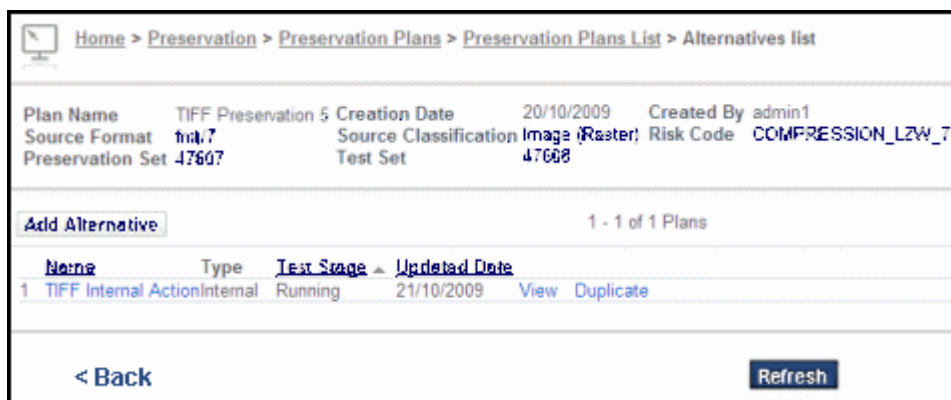 Home > Preservation > Preservation Plans > Preservation Plans List > Alternatives list
Plan Name TIFF Preservation 5 Creation Date 20/10/2009 Created By admin1
Source Format fmt/7 Source Classification Image (Raster) Risk Code COMPRESSION_LZW_7
Preservation Set 47607 Test Set 47608
Add Alternative 1 - 1 of 1 Plans
Name Type Test Stage Updated Date
1 TIFF Internal Action Internal Running 21/10/2009 View Duplicate
< Back Refresh